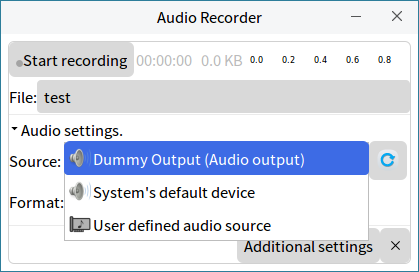 Audio Recorder
Start recording 00:00:00 0.0 KB 0.0 0.2 0.4 0.6 0.8
File: test
Audio settings.
Source: Dummy Output (Audio output)
System's default device
Format:
User defined audio source
Additional settings